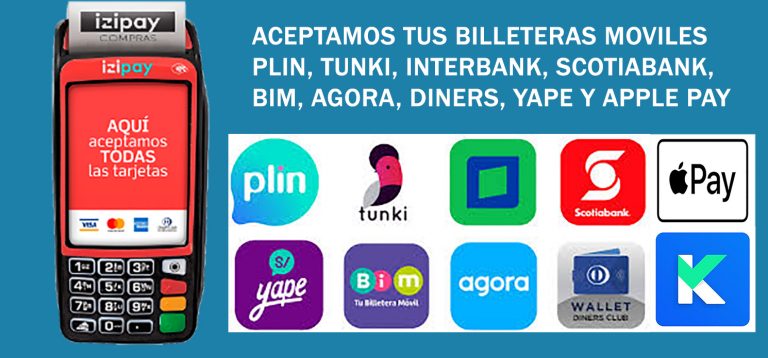 izipay
COMPRAS
izipay
AQUÍ
aceptamos
TODAS
las tarjetas
VISA
ACEPTAMOS TUS BILLETERAS MOVILES
PLIN, TUNKI, INTERBANK, SCOTIABANK,
BIM, AGORA, DINERS, YAPE Y APPLE PAY
plin
tunki
Scotiabank
Pay
S/
yape
Bim
Tu Billetera Móvil
agora
WALLET
DINERS CLUB
K